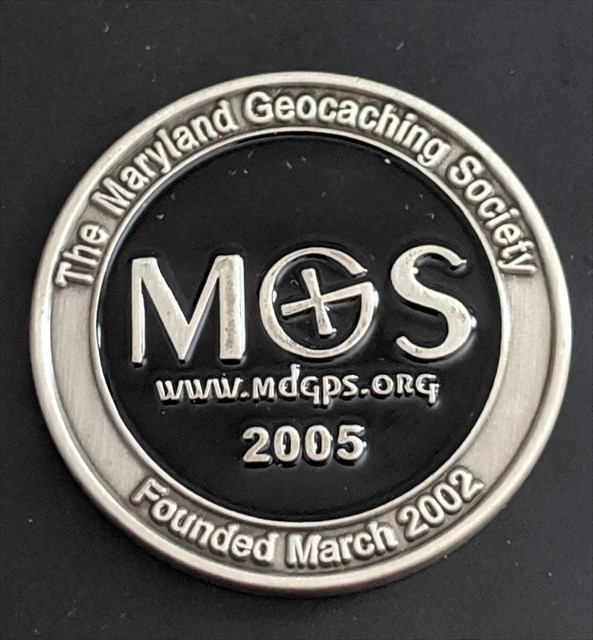 The Maryland Geocaching Society
MGS
www.mdgps.org
2005
Founded March 2002